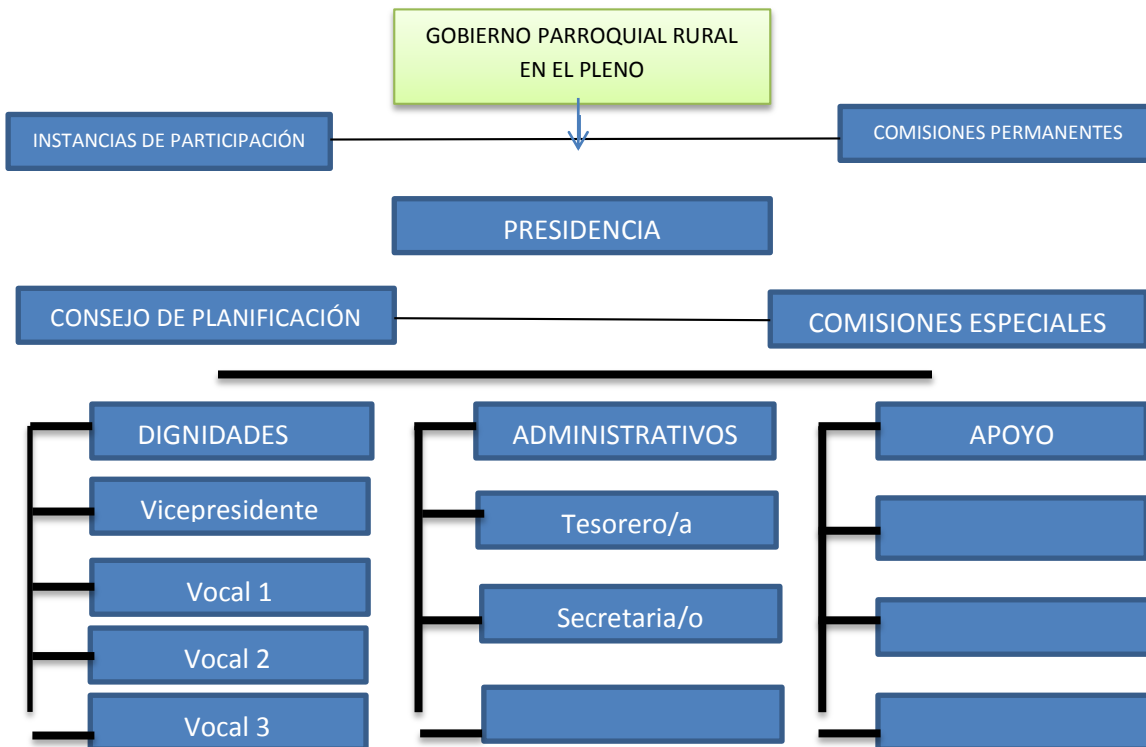 GOBIERNO PARROQUIAL RURAL
EN EL PLENO
INSTANCIAS DE PARTICIPACIÓN
COMISIONES PERMANENTES
PRESIDENCIA
CONSEJO DE PLANIFICACIÓN
COMISIONES ESPECIALES
DIGNIDADES
Vicepresidente
Vocal 1
Vocal 2
Vocal 3
ADMINISTRATIVOS
Tesorero/a
Secretaria/o
APOYO